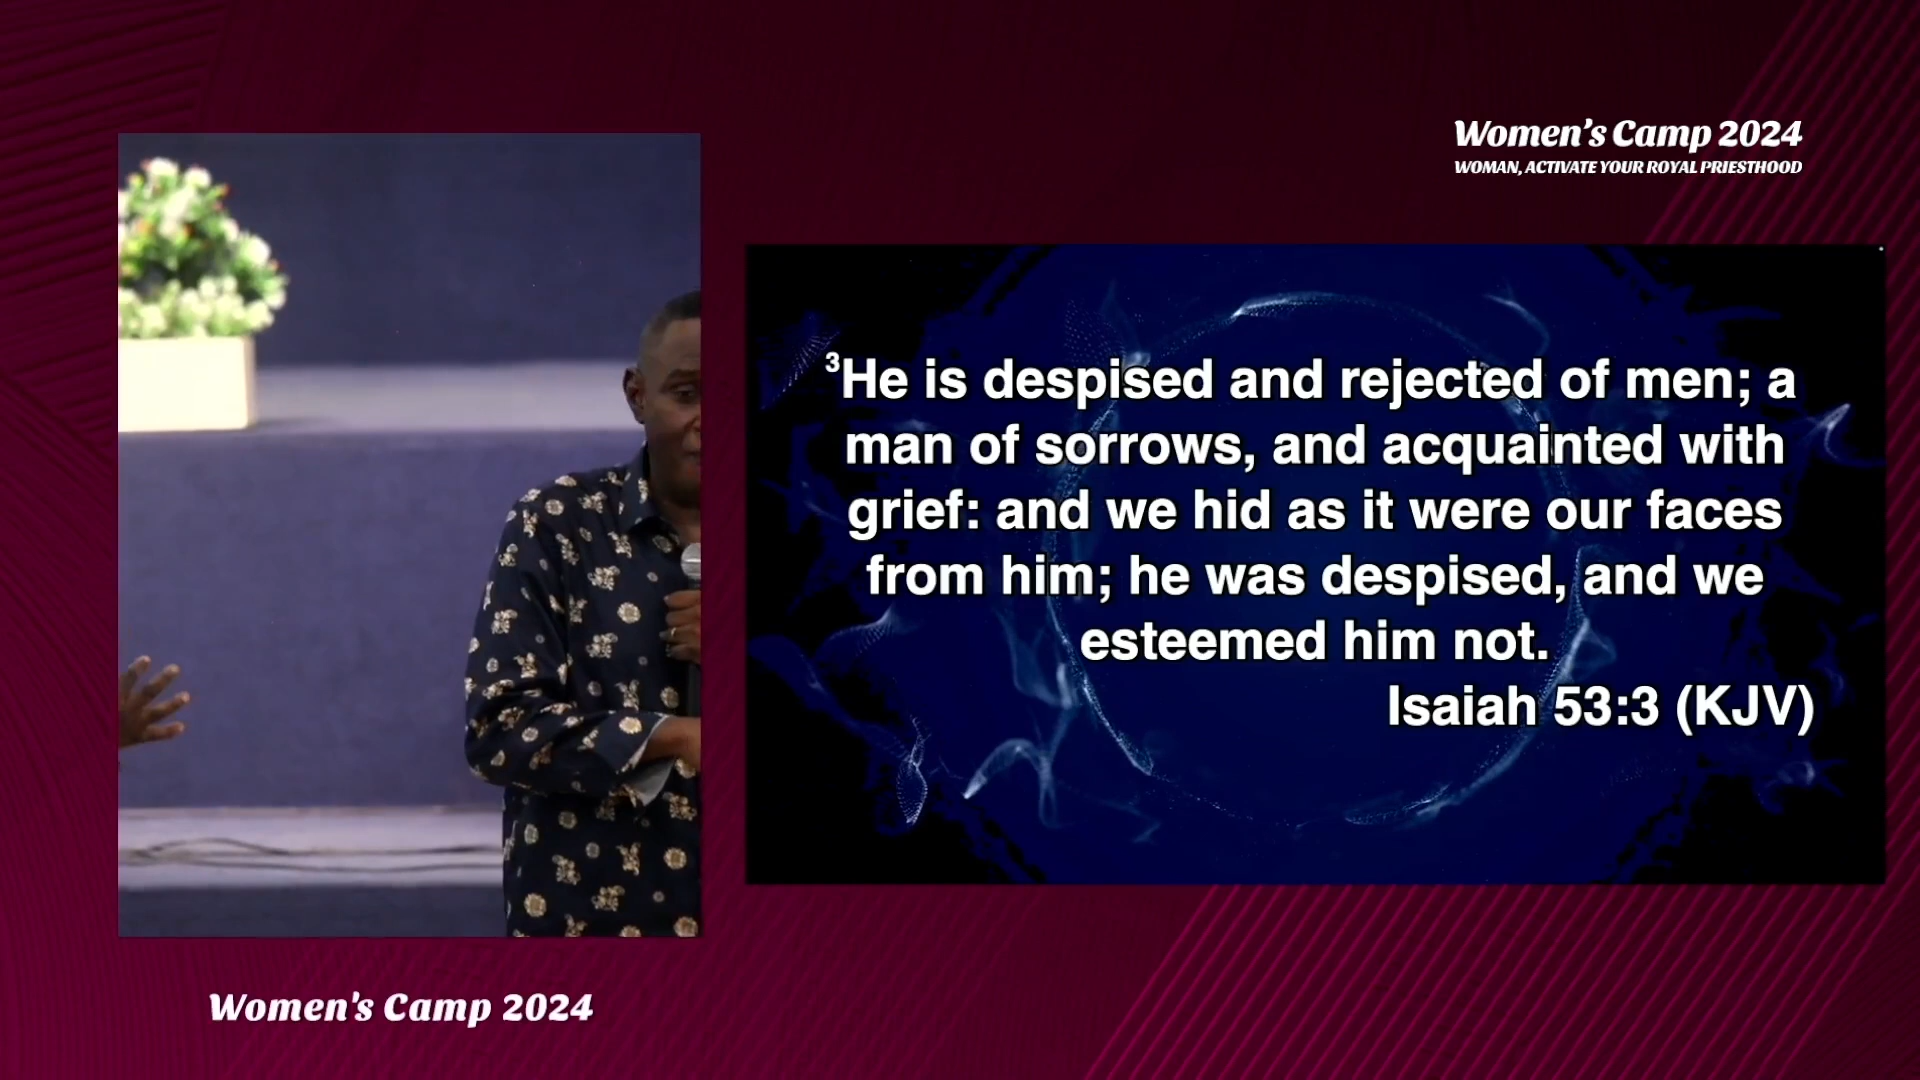 Women's Camp 2024
WOMAN, ACTIVATE YOUR ROYAL PRIESTHOOD
³He is despised and rejected of men; a
man of sorrows, and acquainted with
grief: and we hid as it were our faces
from him; he was despised, and we
esteemed him not.
Isaiah 53:3 (KJV)
Women's Camp 2024